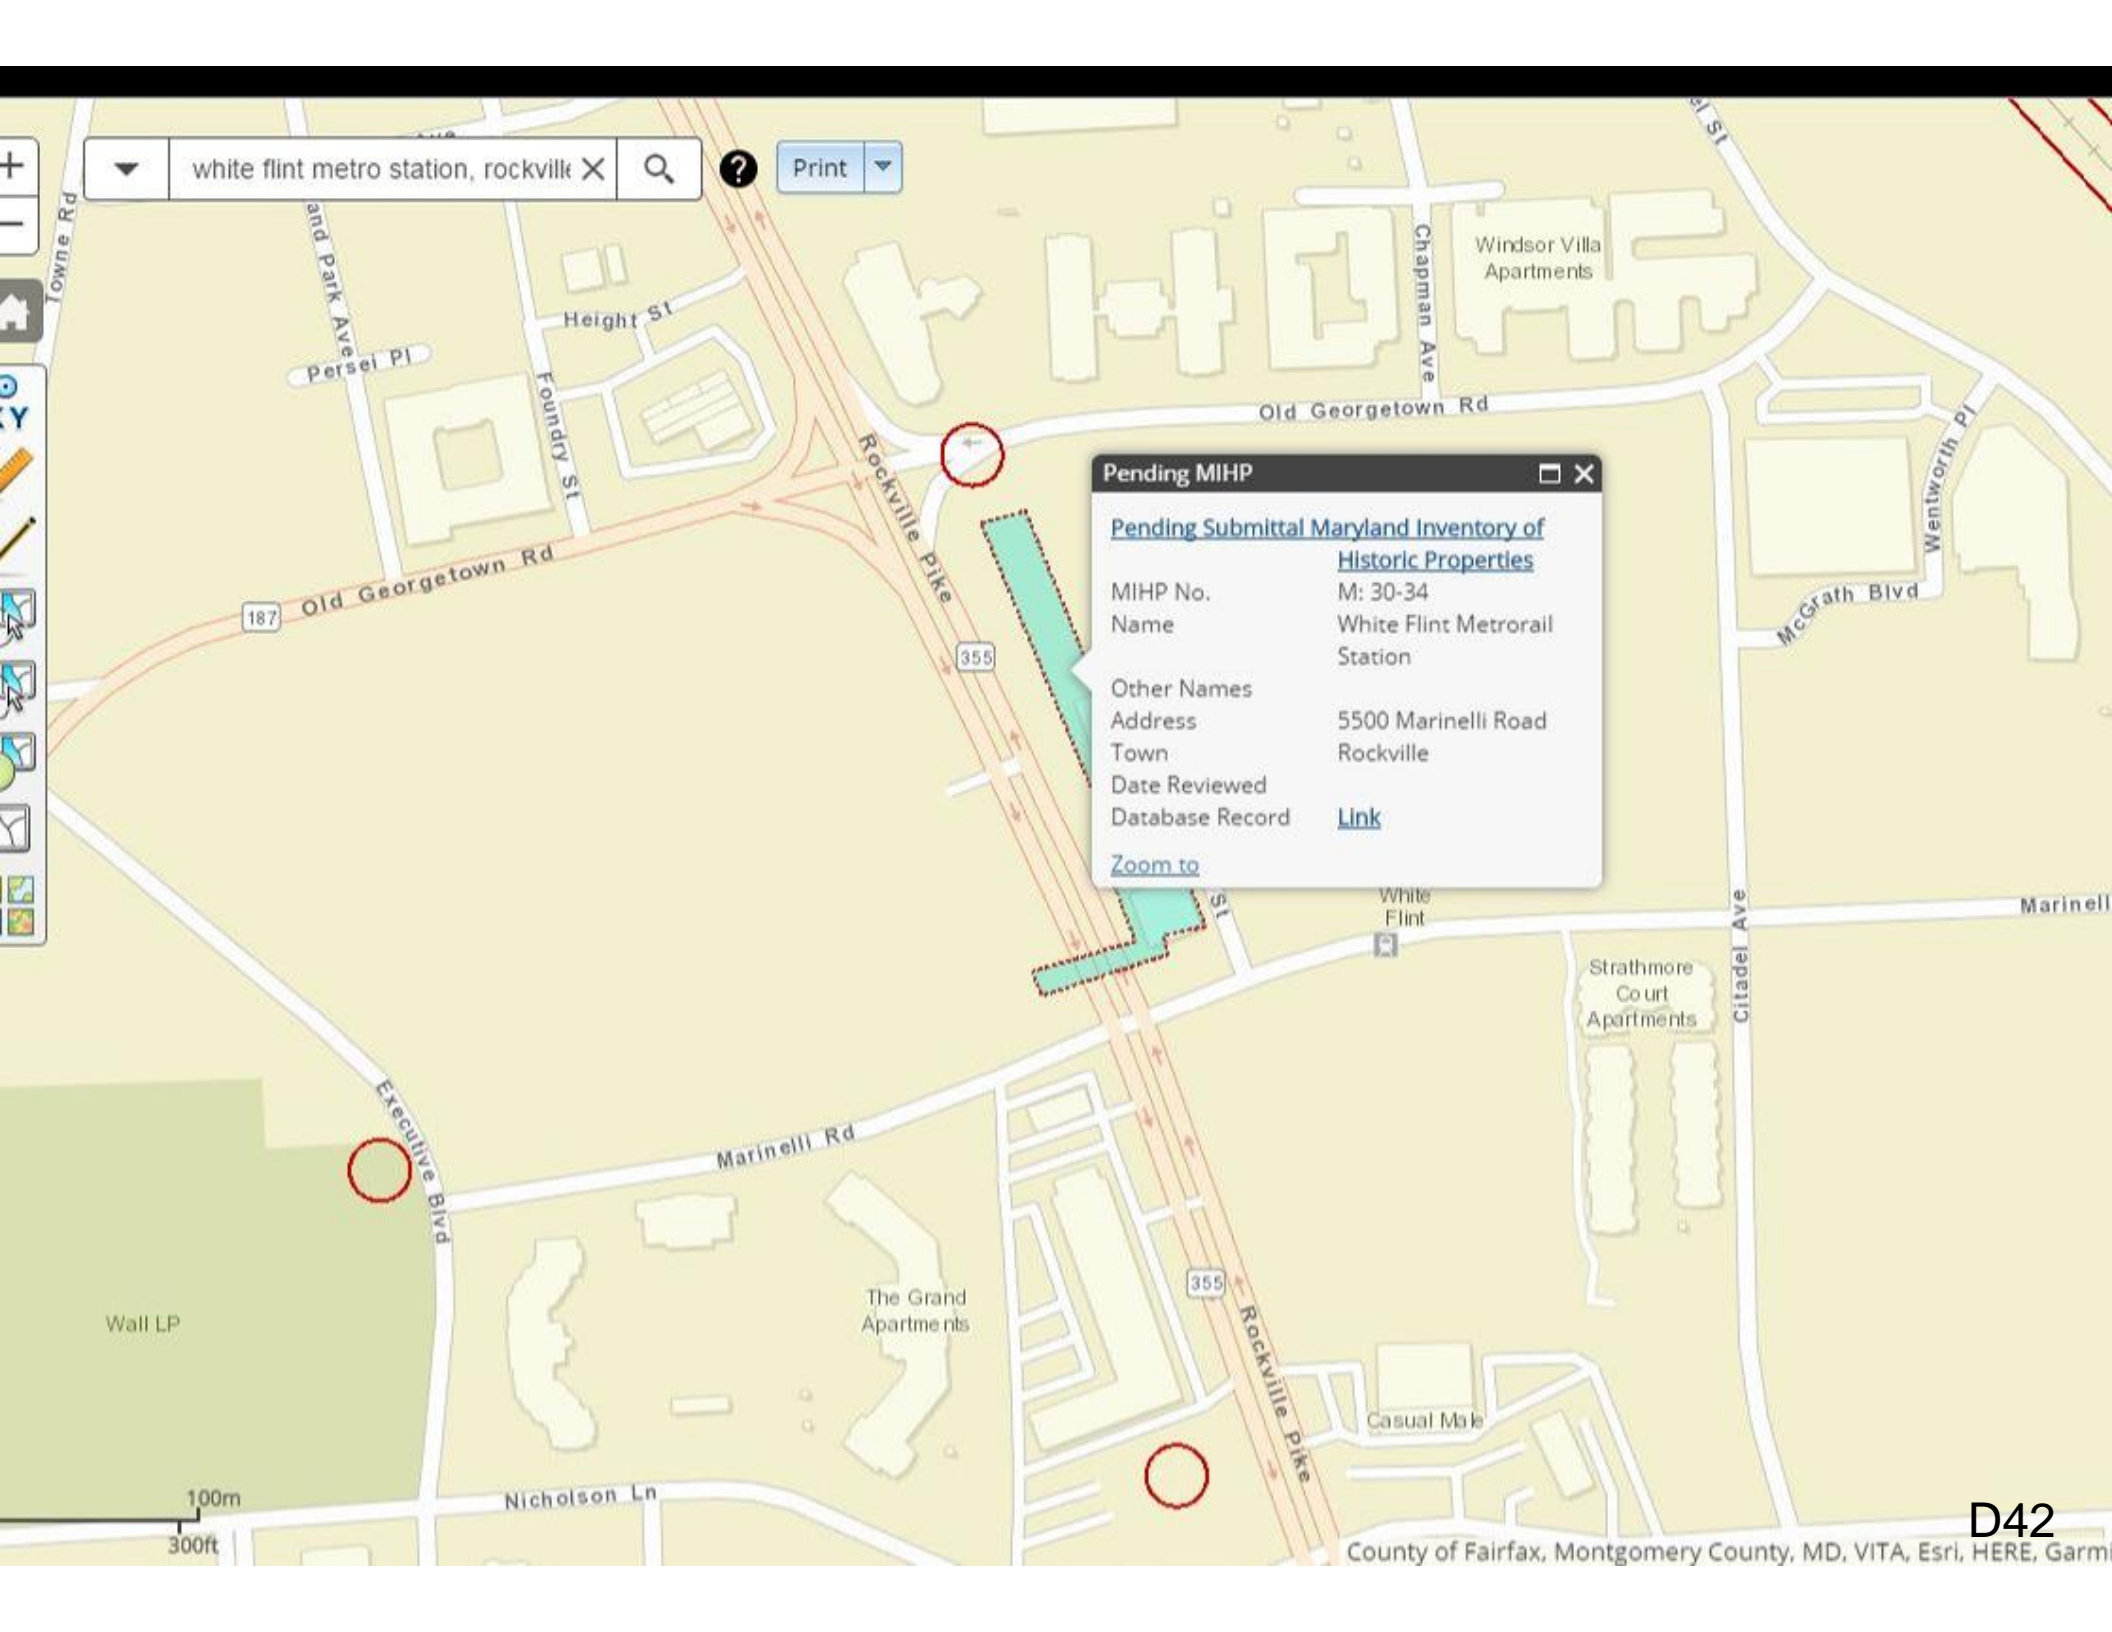 white flint metro station, rockville
Print
Towne Rd
and Park Ave
Persei Pl
Height St
Foundry St
Chapman Ave
Windsor Villa
Apartments
el St
Old Georgetown Rd
Rockville Pike
Wentworth Pl
McGrath Blvd
XY
187
Old Georgetown Rd
355
Pending MIHP
Pending Submittal Maryland Inventory of
Historic Properties
MIHP No. M: 30-34
Name White Flint Metrorail
Station
Other Names
Address 5500 Marinelli Road
Town Rockville
Date Reviewed
Database Record Link
Zoom to
St
White
Flint
Marinell
Citadel Ave
Strathmore
Court
Apartments
Executive Blvd
Marinelli Rd
The Grand
Apartments
Wall LP
355
Rockville Pike
Casual Male
Nicholson Ln
100m
300ft
D42
County of Fairfax, Montgomery County, MD, VITA, Esri, HERE, Garmi